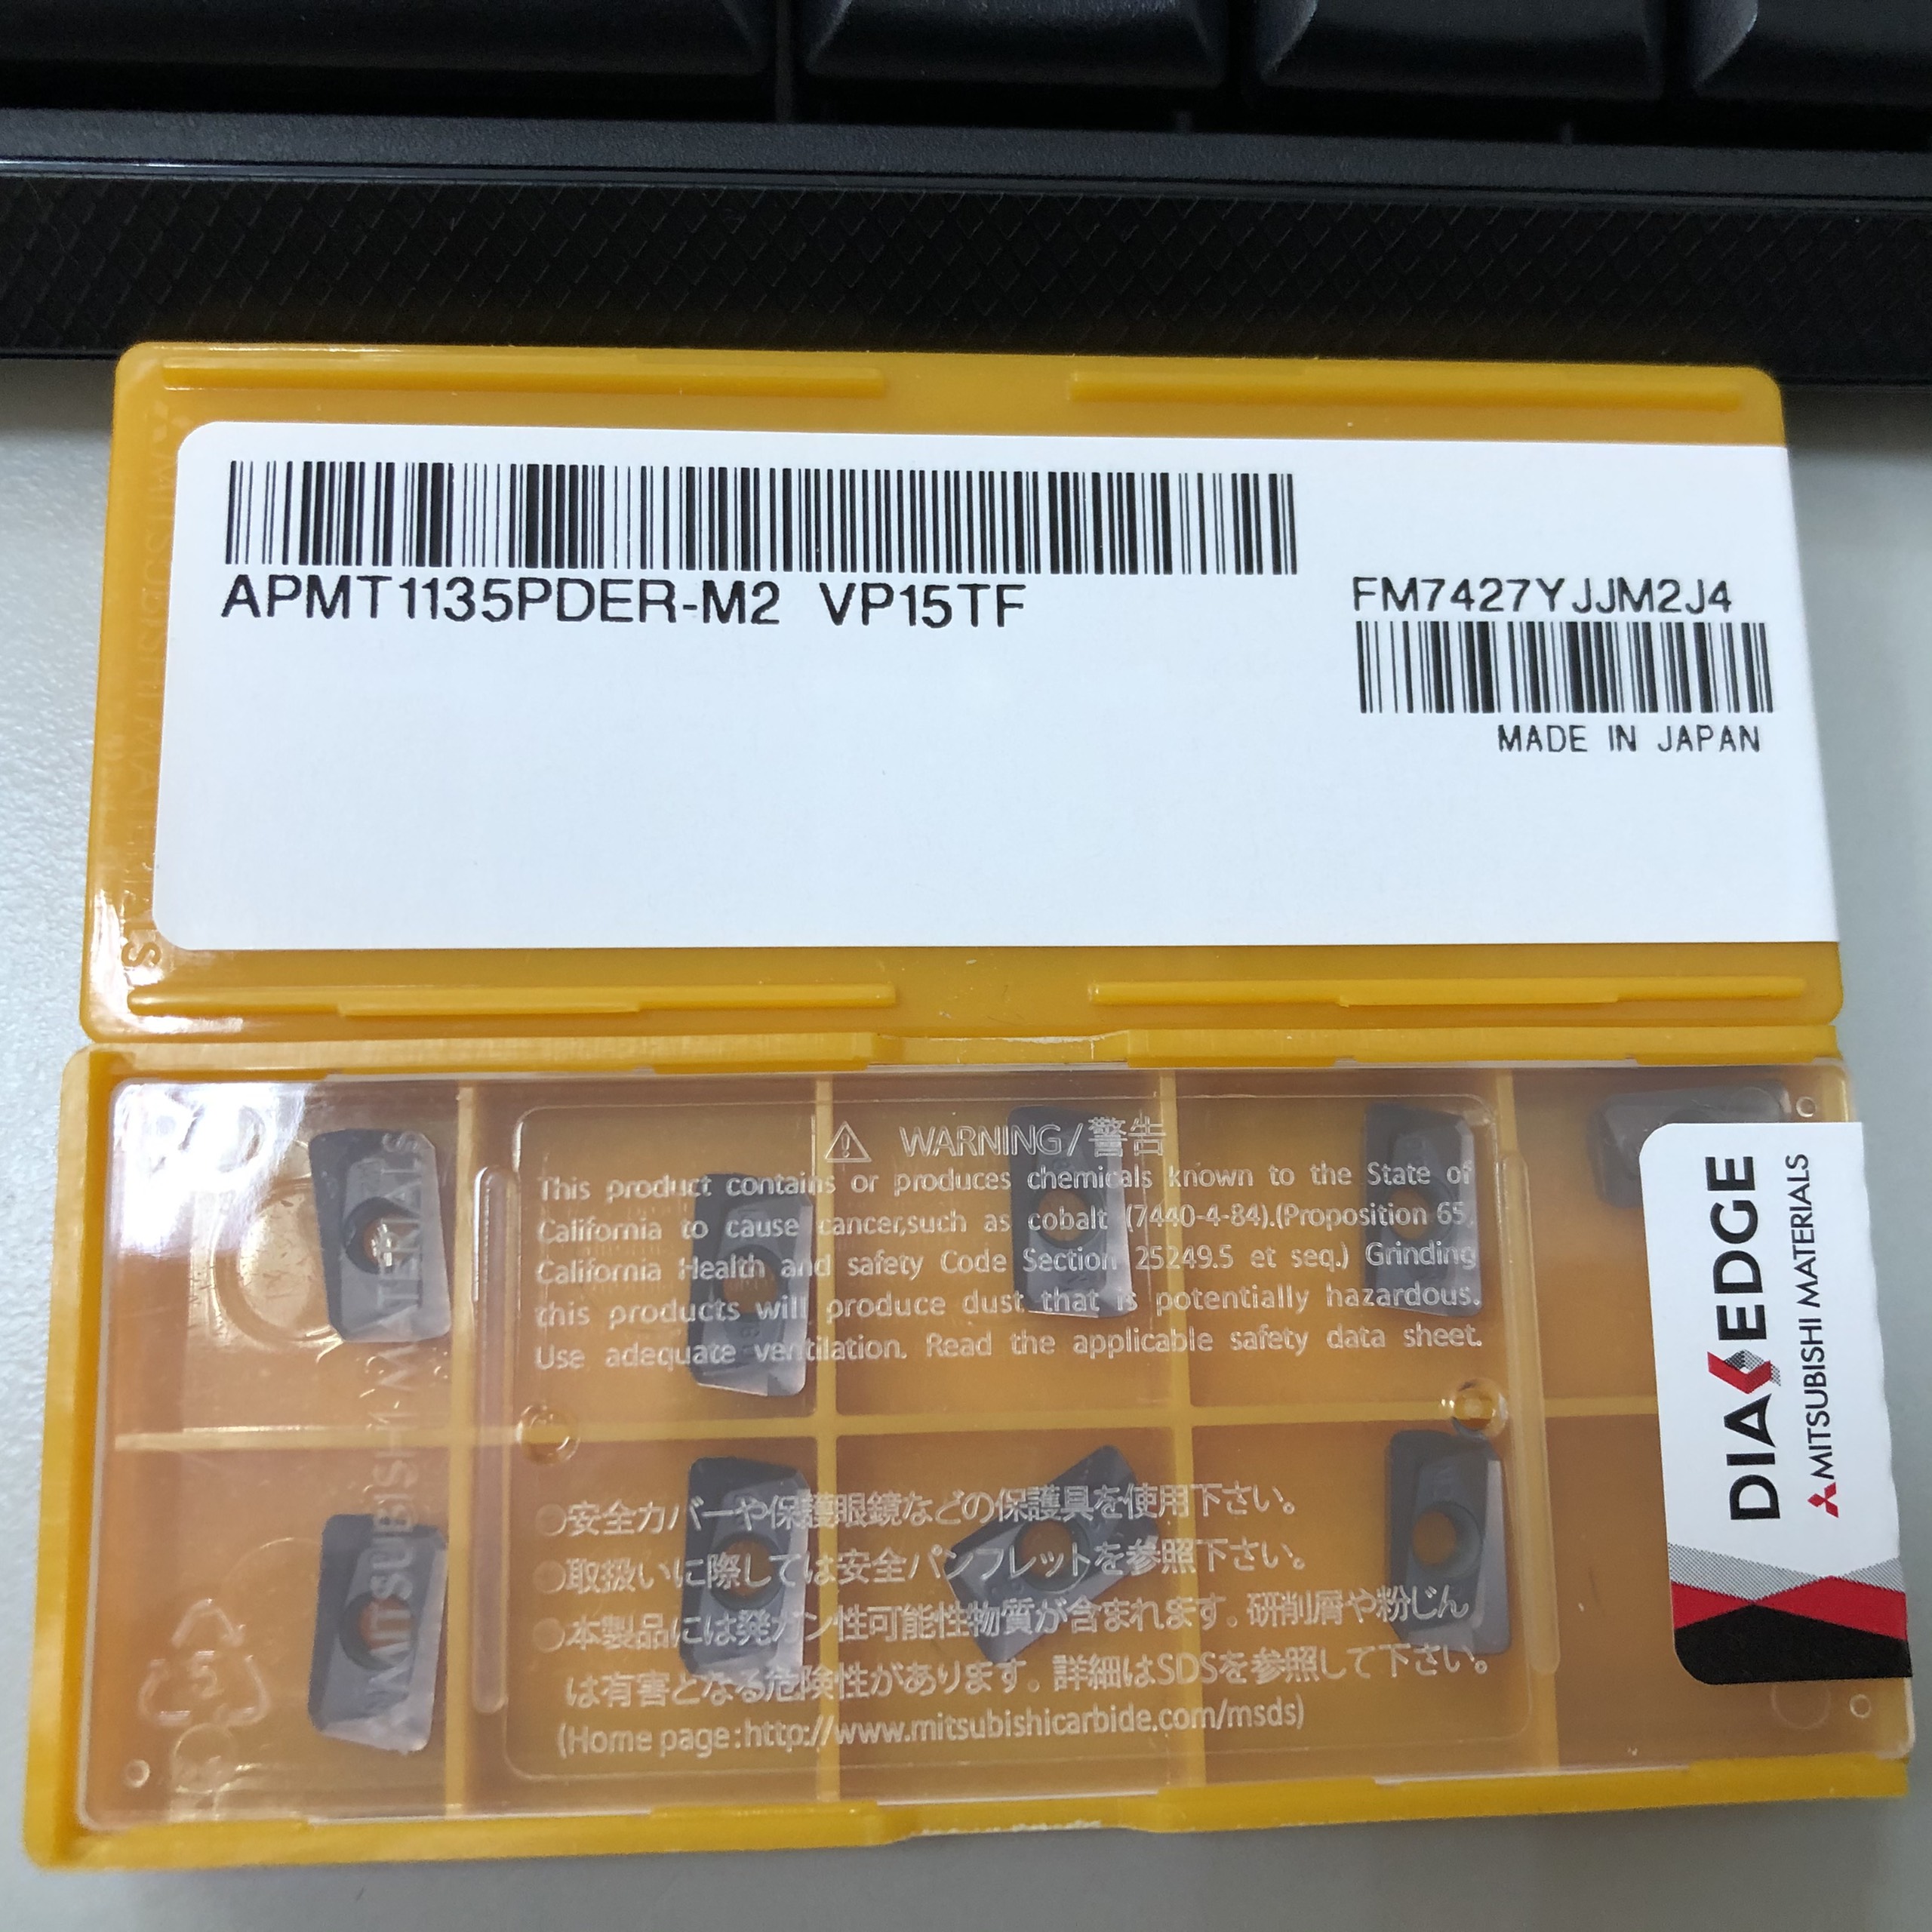 APMT1135PDER-M2 VP15TF
FM7427YJJM2J4
MADE IN JAPAN
MITSUBISHI MATERIALS
WARNING/警告
This product contains or produces chemicals known to the State of
California to cause cancer,such as cobalt (7440-4-84).(Proposition 65,
California Health and safety Code Section 25249.5 et seq.) Grinding
this products will produce dust that is potentially hazardous.
Use adequate ventilation. Read the applicable safety data sheet.
●安全カバーや保護眼鏡などの保護具を使用下さい。
●取扱いに際しては安全パンフレットを参照下さい。
●本製品には発ガン性可能性物質が含まれます。研削屑や粉じん
は有害となる危険性があります。詳細はSDSを参照して下さい。
(Home page:http://www.mitsubishicarbide.com/msds)
MITSUBISHI MATERIALS
5
DIAEDGE
MITSUBISHI MATERIALS